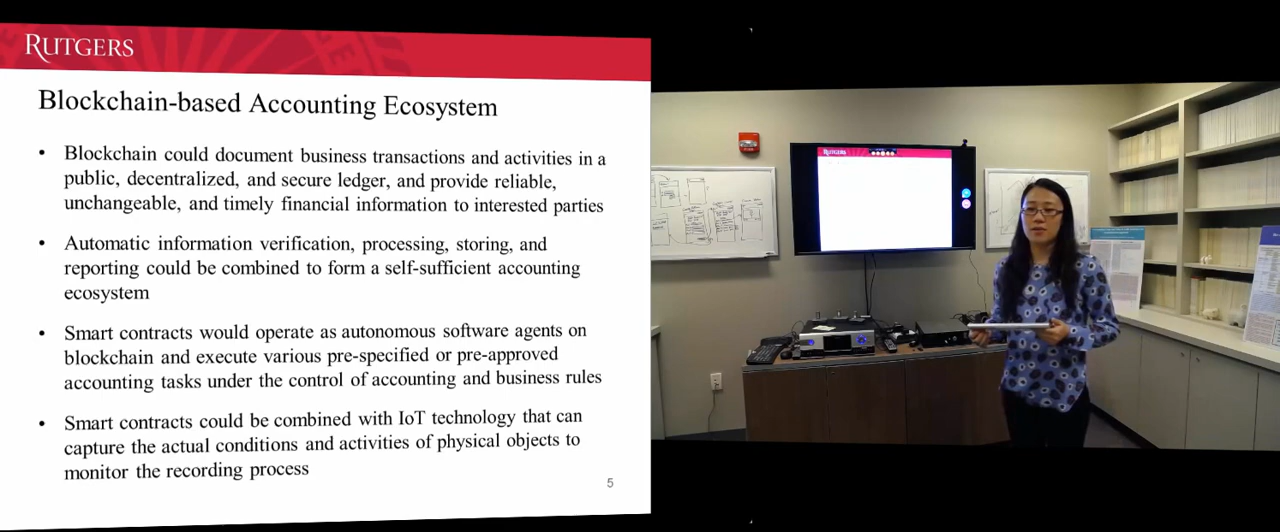 RUTGERS
Blockchain-based Accounting Ecosystem
• Blockchain could document business transactions and activities in a
public, decentralized, and secure ledger, and provide reliable,
unchangeable, and timely financial information to interested parties
• Automatic information verification, processing, storing, and
reporting could be combined to form a self-sufficient accounting
ecosystem
• Smart contracts would operate as autonomous software agents on
blockchain and execute various pre-specified or pre-approved
accounting tasks under the control of accounting and business rules
• Smart contracts could be combined with IoT technology that can
capture the actual conditions and activities of physical objects to
monitor the recording process
5
RUTGERS